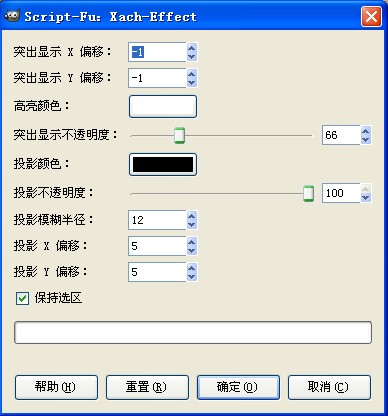 Script-Fu: Xach-Effect
突出显示 X 偏移： -1
突出显示 Y 偏移： -1
高亮颜色：
突出显示不透明度： 66
投影颜色：
投影不透明度： 100
投影模糊半径： 12
投影 X 偏移： 5
投影 Y 偏移： 5
保持选区
帮助(H) 重置(R) 确定(O) 取消(C)